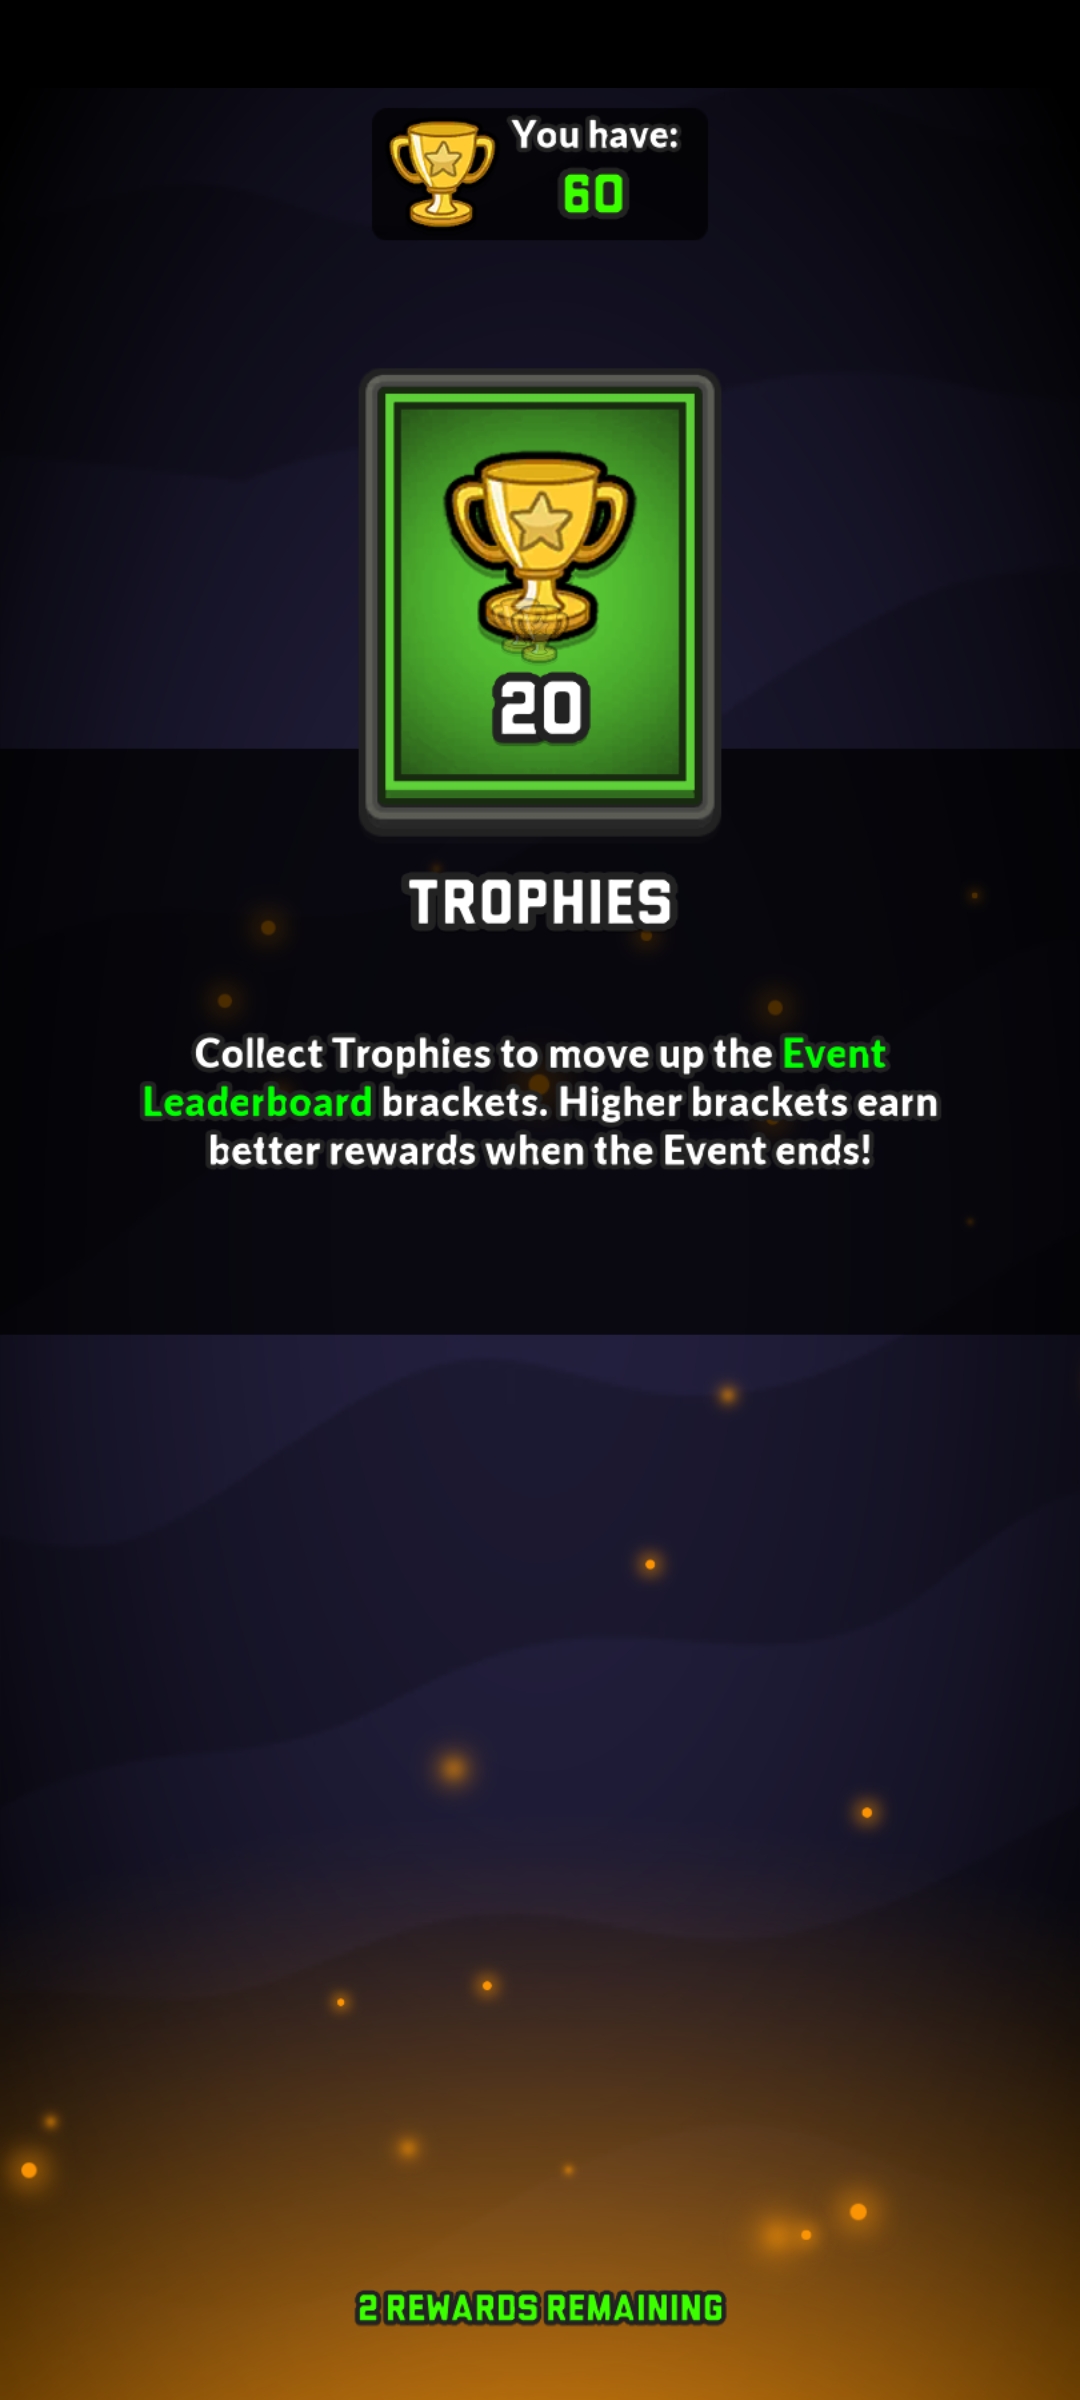 You have:
60
20
TROPHIES
Collect Trophies to move up the Event
Leaderboard brackets. Higher brackets earn
better rewards when the Event ends!
2 REWARDS REMAINING